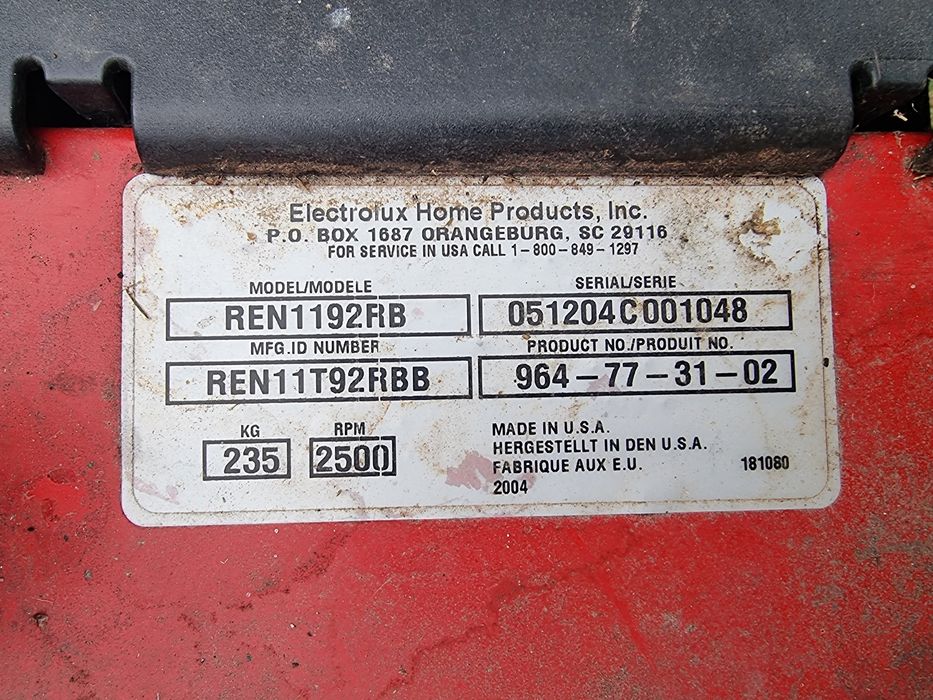 Electrolux Home Products, Inc.
P.O. BOX 1687 ORANGEBURG, SC 29116
FOR SERVICE IN USA CALL 1-800-849-1297
MODEL/MODELE SERIAL/SERIE
REN1192RB 051204C001048
MFG.ID NUMBER PRODUCT NO./PRODUIT NO.
REN11T92RBB 964-77-31-02
KG RPM
235 2500
MADE IN U.S.A.
HERGESTELLT IN DEN U.S.A.
FABRIQUE AUX E.U. 181080
2004